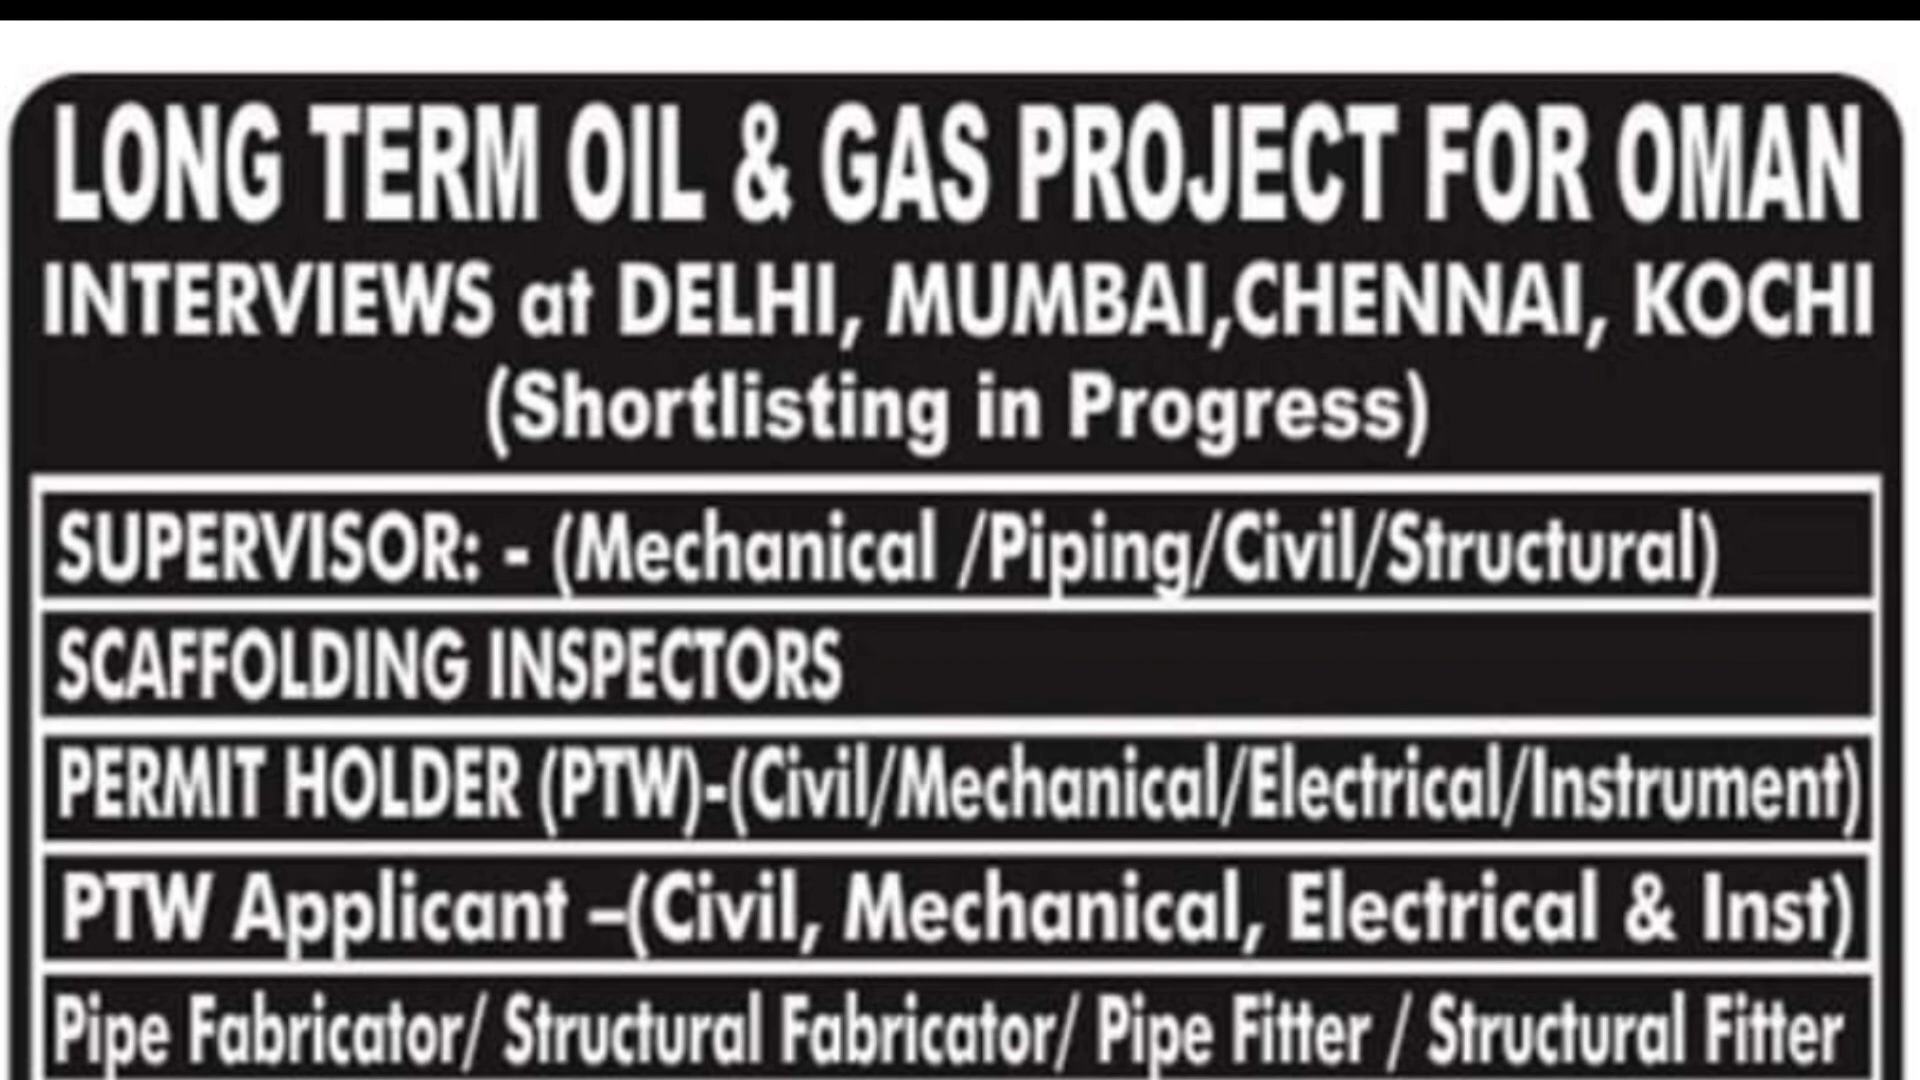 LONG TERM OIL & GAS PROJECT FOR OMAN
INTERVIEWS at DELHI, MUMBAI,CHENNAI, KOCHI
(Shortlisting in Progress)
SUPERVISOR: - (Mechanical /Piping/Civil/Structural)
SCAFFOLDING INSPECTORS
PERMIT HOLDER (PTW)-(Civil/Mechanical/Electrical/Instrument)
PTW Applicant –(Civil, Mechanical, Electrical & Inst)
Pipe Fabricator/ Structural Fabricator/ Pipe Fitter / Structural Fitter